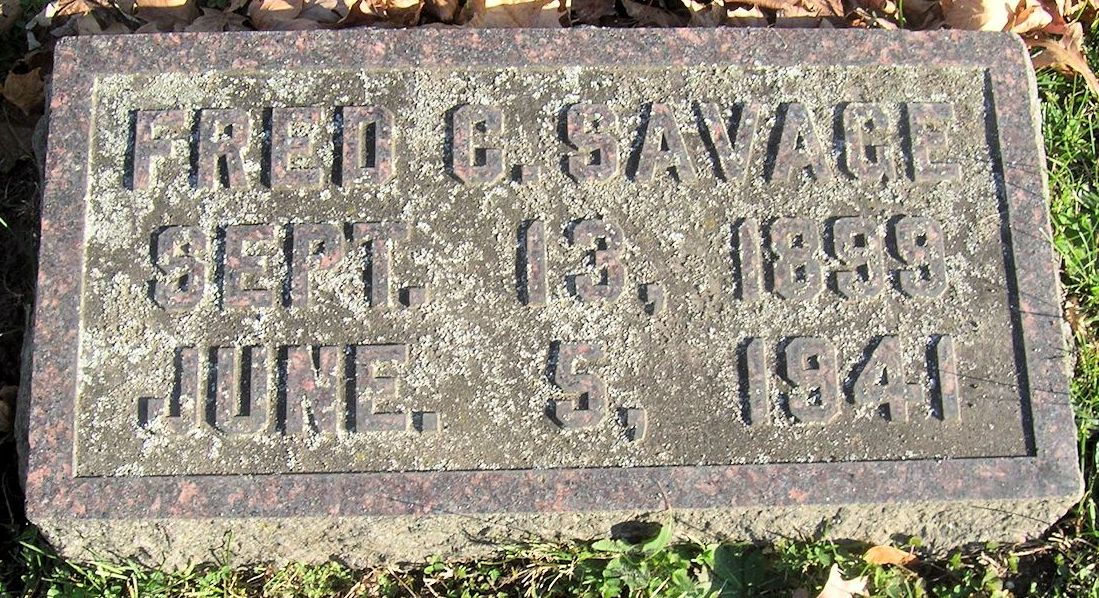 FRED C. SAVAGE
SEPT. 13, 1899
JUNE. 5, 1941